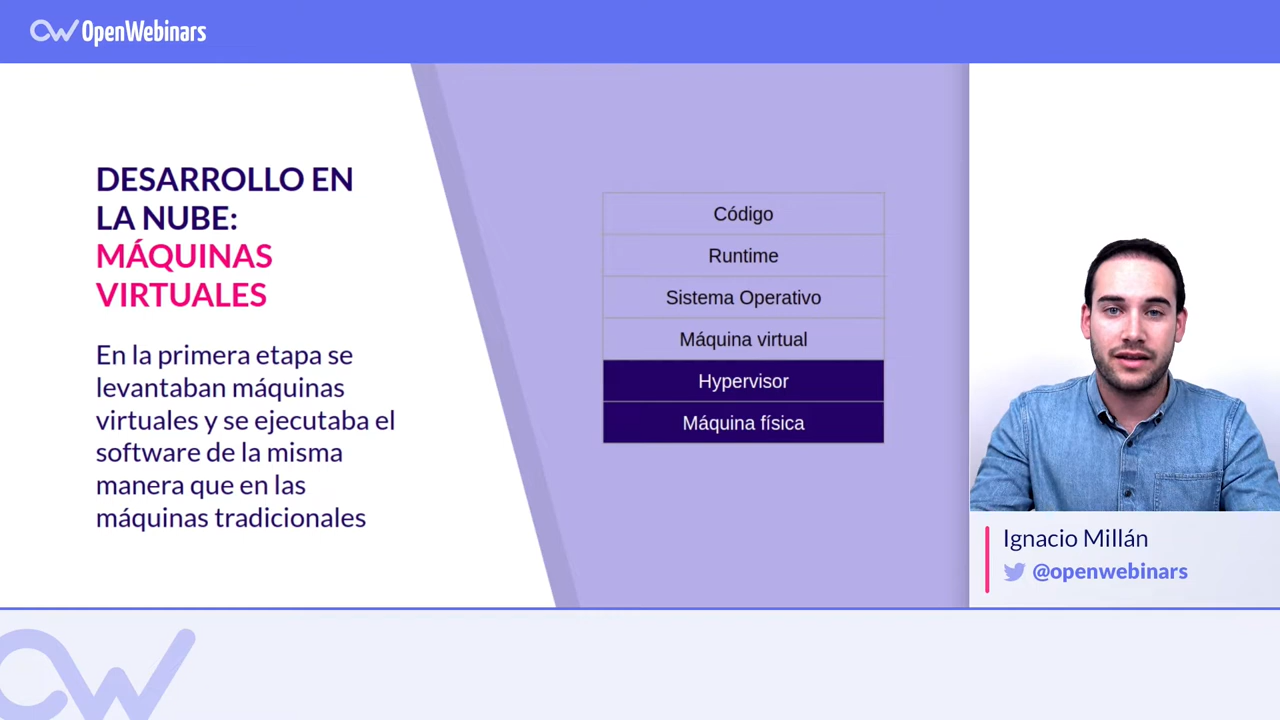 OpenWebinars
DESARROLLO EN
LA NUBE:
MÁQUINAS
VIRTUALES
En la primera etapa se
levantaban máquinas
virtuales y se ejecutaba el
software de la misma
manera que en las
máquinas tradicionales
Código
Runtime
Sistema Operativo
Máquina virtual
Hypervisor
Máquina física
Ignacio Millán
@openwebinars